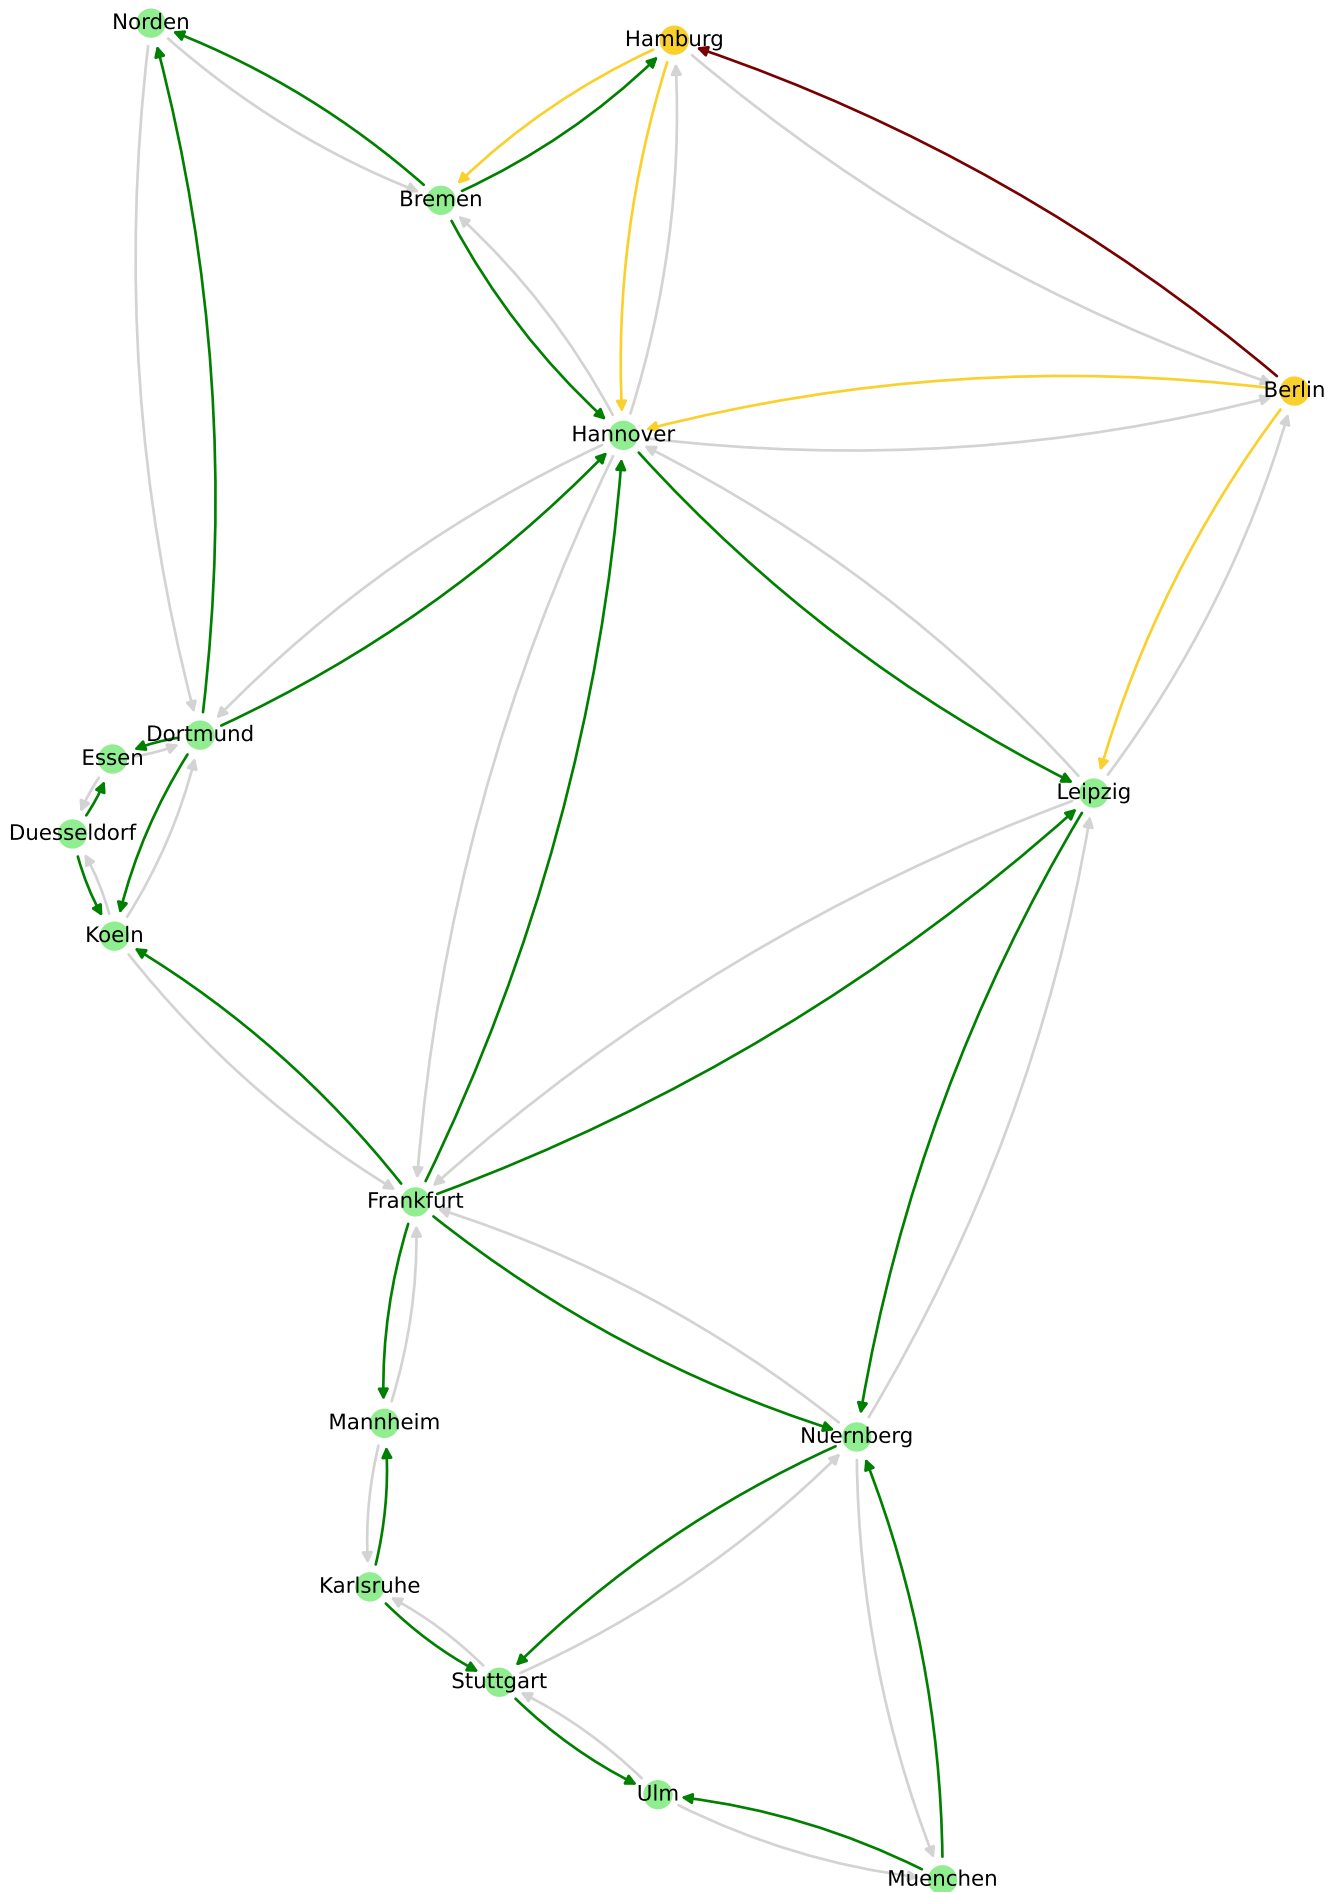 Norden
Hamburg
Bremen
Berlin
Hannover
Dortmund
Essen
Leipzig
Duesseldorf
Koeln
Frankfurt
Mannheim
Nuernberg
Karlsruhe
Stuttgart
Ulm
Muenchen